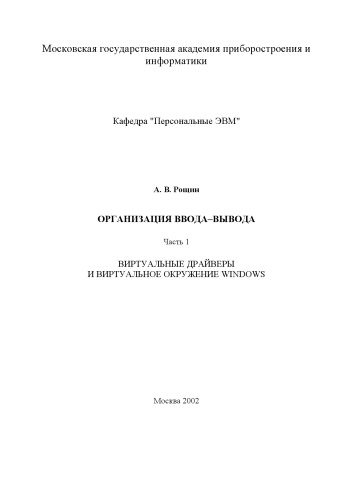 Московская государственная академия приборостроения и
информатики
Кафедра "Персональные ЭВМ"
А. В. Рощин
ОРГАНИЗАЦИЯ ВВОДА–ВЫВОДА
Часть 1
ВИРТУАЛЬНЫЕ ДРАЙВЕРЫ
И ВИРТУАЛЬНОЕ ОКРУЖЕНИЕ WINDOWS
Москва 2002